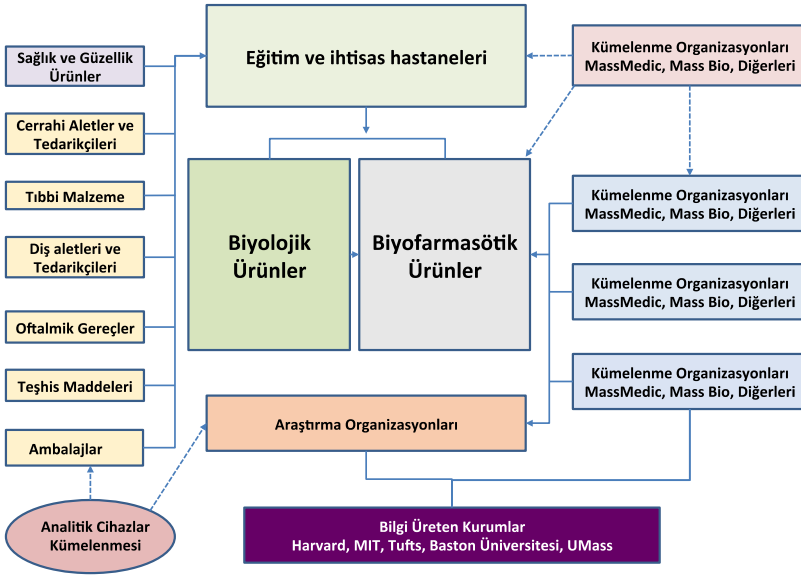 Eğitim ve ihtisas hastaneleri
Kümelenme Organizasyonları
MassMedic, Mass Bio, Diğerleri
Sağlık ve Güzellik
Ürünler
Cerrahi Aletler ve
Tedarikçileri
Tıbbi Malzeme
Diş aletleri ve
Tedarikçileri
Oftalmik Gereçler
Teşhis Maddeleri
Ambalajlar
Analitik Cihazlar
Kümelenmesi
Biyolojik
Ürünler
Biyofarmasötik
Ürünler
Kümelenme Organizasyonları
MassMedic, Mass Bio, Diğerleri
Kümelenme Organizasyonları
MassMedic, Mass Bio, Diğerleri
Kümelenme Organizasyonları
MassMedic, Mass Bio, Diğerleri
Araştırma Organizasyonları
Bilgi Üreten Kurumlar
Harvard, MIT, Tufts, Baston Üniversitesi, UMass